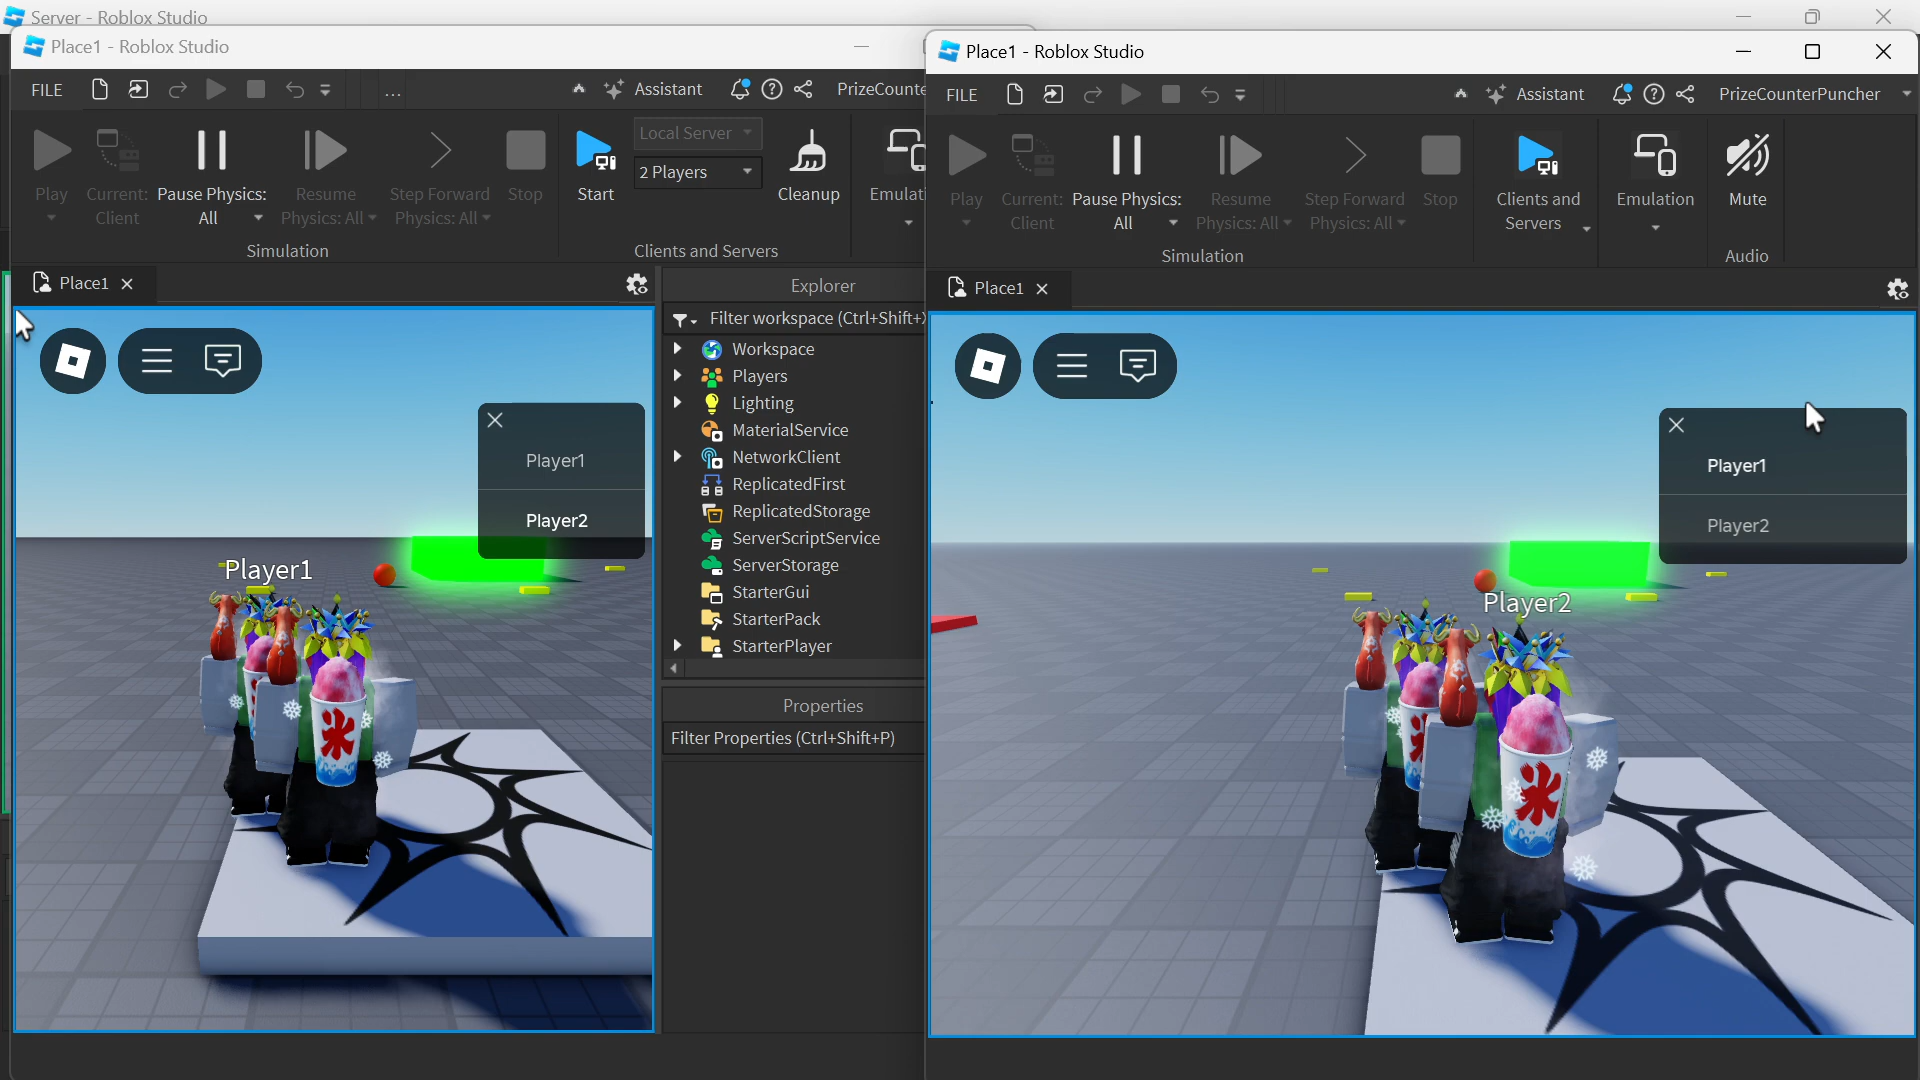 Server - Roblox Studio
Place1 - Roblox Studio
FILE
...
Assistant
PrizeCounte
Play
Current:
Client
Pause Physics:
All
Resume
Physics: All
Step Forward
Physics: All
Stop
Simulation
Start
Local Server
2 Players
Cleanup
Emulati
Clients and Servers
Place1
Explorer
Filter workspace (Ctrl+Shift+X
Workspace
Players
Lighting
MaterialService
NetworkClient
ReplicatedFirst
ReplicatedStorage
ServerScriptService
ServerStorage
StarterGui
StarterPack
StarterPlayer
Properties
Filter Properties (Ctrl+Shift+P)
Player1
Player2
Player1
氷
Place1 - Roblox Studio
FILE
Assistant
PrizeCounterPuncher
Play
Current:
Client
Pause Physics:
All
Resume
Physics: All
Step Forward
Physics: All
Stop
Simulation
Clients and
Servers
Emulation
Mute
Audio
Place1
Player1
Player2
Player2
氷